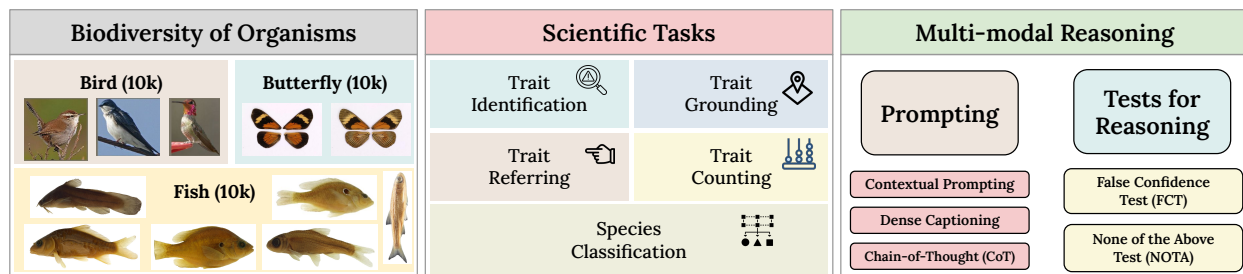 Biodiversity of Organisms
Bird (10k)
Butterfly (10k)
Fish (10k)
Scientific Tasks
Trait
Identification
Trait
Grounding
Trait
Referring
Trait
Counting
Species
Classification
Multi-modal Reasoning
Prompting
Contextual Prompting
Dense Captioning
Chain-of-Thought (CoT)
Tests for
Reasoning
False Confidence
Test (FCT)
None of the Above
Test (NOTA)